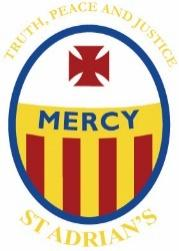 TRUTH, PEACE AND JUSTICE
MERCY
ST ADRIAN'S